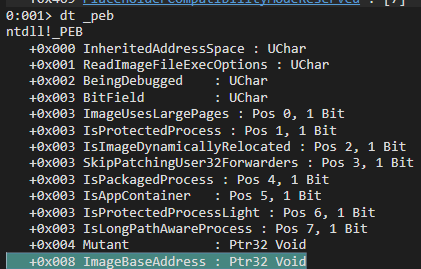 +0x489 PlaceholderCompatibilityModeReserved : [7]
0:001> dt _peb
ntdll!_PEB
+0x000 InheritedAddressSpace : UChar
+0x001 ReadImageFileExecOptions : UChar
+0x002 BeingDebugged : UChar
+0x003 BitField : UChar
+0x003 ImageUsesLargePages : Pos 0, 1 Bit
+0x003 IsProtectedProcess : Pos 1, 1 Bit
+0x003 IsImageDynamicallyRelocated : Pos 2, 1 Bit
+0x003 SkipPatchingUser32Forwarders : Pos 3, 1 Bit
+0x003 IsPackagedProcess : Pos 4, 1 Bit
+0x003 IsAppContainer : Pos 5, 1 Bit
+0x003 IsProtectedProcessLight : Pos 6, 1 Bit
+0x003 IsLongPathAwareProcess : Pos 7, 1 Bit
+0x004 Mutant : Ptr32 Void
+0x008 ImageBaseAddress : Ptr32 Void